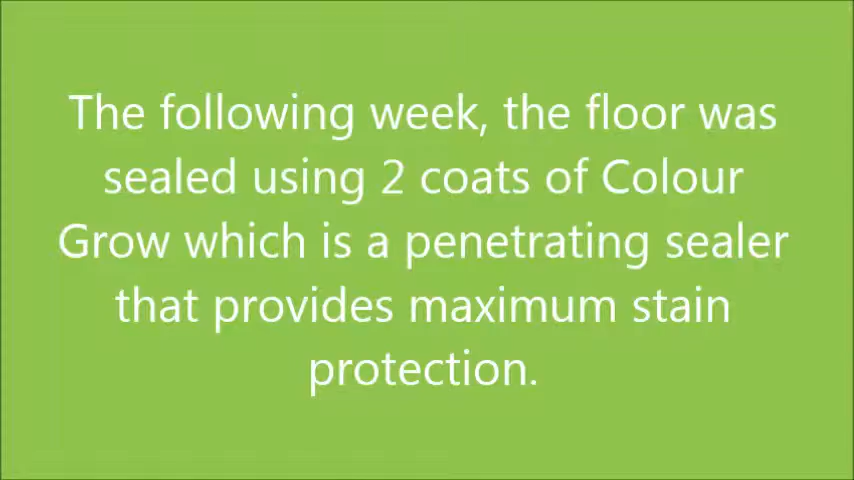 The following week, the floor was
sealed using 2 coats of Colour
Grow which is a penetrating sealer
that provides maximum stain
protection.